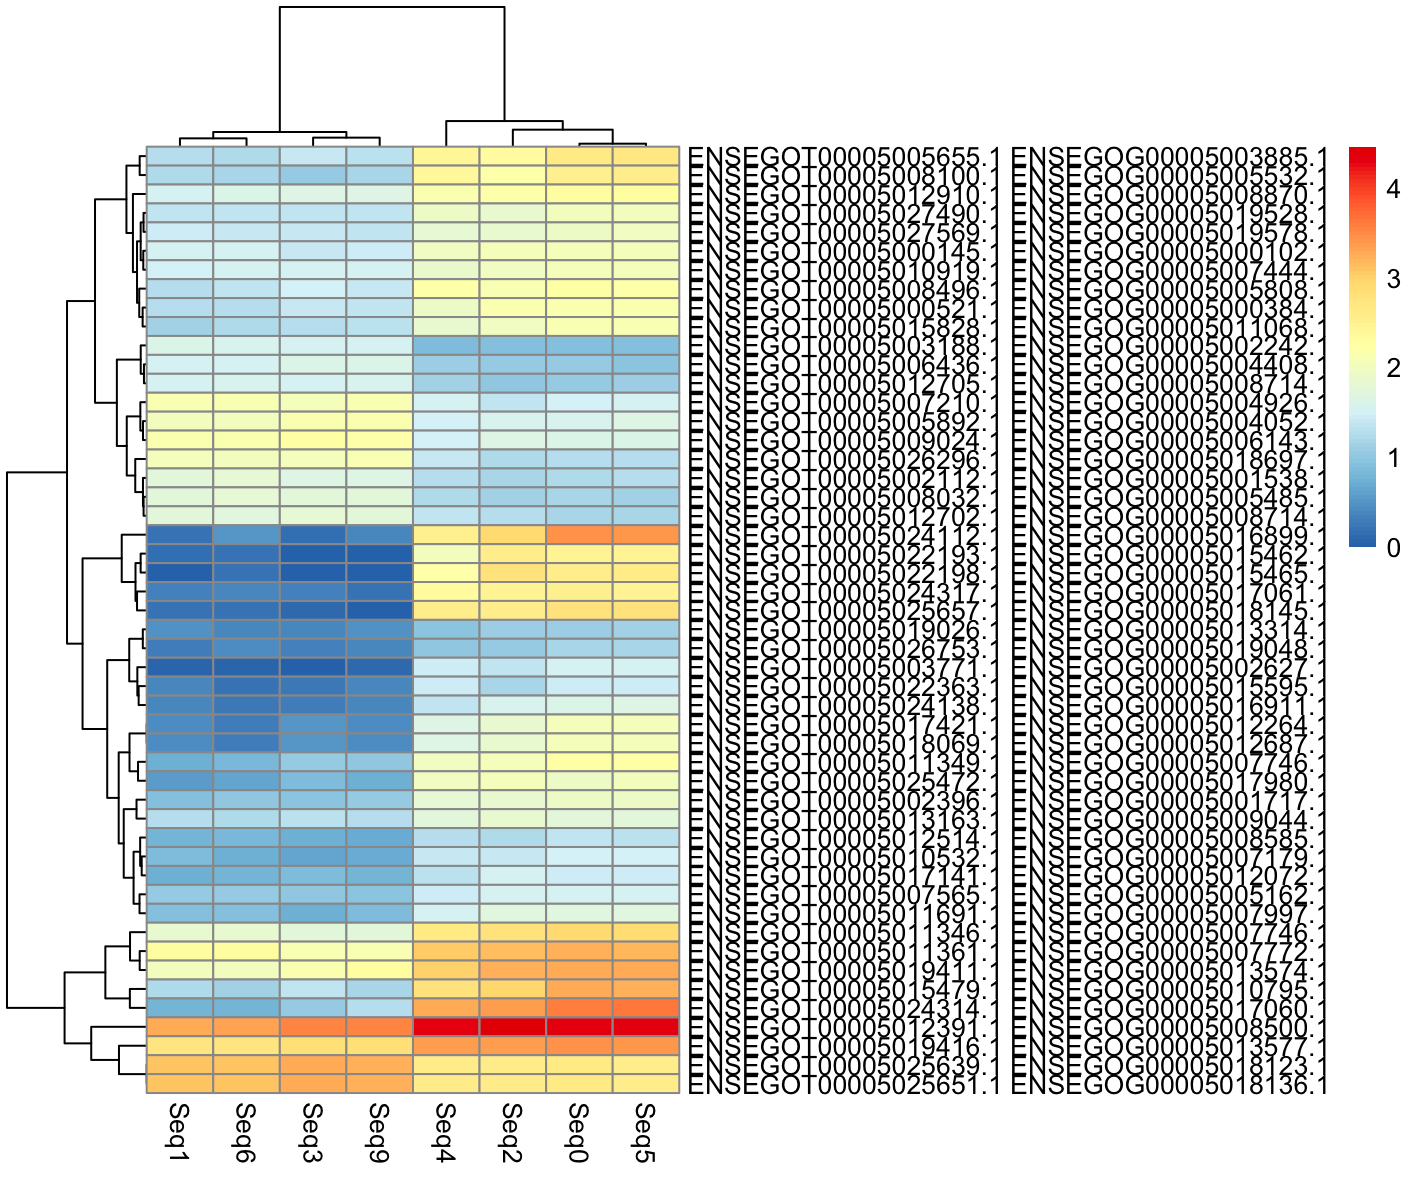 ENSEGOT00005005655.1 ENSEGOG00005003885.1
ENSEGOT00005008100.1 ENSEGOG00005005532.1
ENSEGOT00005012910.1 ENSEGOG00005008870.1
ENSEGOT00005027490.1 ENSEGOG00005019528.1
ENSEGOT00005027569.1 ENSEGOG00005019578.1
ENSEGOT00005000145.1 ENSEGOG00005000102.1
ENSEGOT00005010919.1 ENSEGOG00005007444.1
ENSEGOT00005008496.1 ENSEGOG00005005808.1
ENSEGOT00005000521.1 ENSEGOG00005000384.1
ENSEGOT00005015828.1 ENSEGOG00005011068.1
ENSEGOT00005003188.1 ENSEGOG00005002242.1
ENSEGOT00005006436.1 ENSEGOG00005004408.1
ENSEGOT00005012705.1 ENSEGOG00005008714.1
ENSEGOT00005007210.1 ENSEGOG00005004926.1
ENSEGOT00005005892.1 ENSEGOG00005004052.1
ENSEGOT00005009024.1 ENSEGOG00005006143.1
ENSEGOT00005026296.1 ENSEGOG00005018697.1
ENSEGOT00005002112.1 ENSEGOG00005001538.1
ENSEGOT00005008032.1 ENSEGOG00005005485.1
ENSEGOT00005012702.1 ENSEGOG00005008714.1
ENSEGOT00005024112.1 ENSEGOG00005016899.1
ENSEGOT00005022193.1 ENSEGOG00005015462.1
ENSEGOT00005022198.1 ENSEGOG00005015465.1
ENSEGOT00005024317.1 ENSEGOG00005017061.1
ENSEGOT00005025657.1 ENSEGOG00005018145.1
ENSEGOT00005019026.1 ENSEGOG00005013314.1
ENSEGOT00005026753.1 ENSEGOG00005019048.1
ENSEGOT00005003771.1 ENSEGOG00005002627.1
ENSEGOT00005022363.1 ENSEGOG00005015595.1
ENSEGOT00005024138.1 ENSEGOG00005016911.1
ENSEGOT00005017421.1 ENSEGOG00005012264.1
ENSEGOT00005018069.1 ENSEGOG00005012687.1
ENSEGOT00005011349.1 ENSEGOG00005007746.1
ENSEGOT00005025472.1 ENSEGOG00005017980.1
ENSEGOT00005002396.1 ENSEGOG00005001717.1
ENSEGOT00005013163.1 ENSEGOG00005009044.1
ENSEGOT00005012514.1 ENSEGOG00005008585.1
ENSEGOT00005010532.1 ENSEGOG00005007179.1
ENSEGOT00005017141.1 ENSEGOG00005012072.1
ENSEGOT00005007565.1 ENSEGOG00005005162.1
ENSEGOT00005011691.1 ENSEGOG00005007997.1
ENSEGOT00005011346.1 ENSEGOG00005007746.1
ENSEGOT00005011361.1 ENSEGOG00005007772.1
ENSEGOT00005019411.1 ENSEGOG00005013574.1
ENSEGOT00005015479.1 ENSEGOG00005010795.1
ENSEGOT00005024314.1 ENSEGOG00005017060.1
ENSEGOT00005012391.1 ENSEGOG00005008500.1
ENSEGOT00005019416.1 ENSEGOG00005013577.1
ENSEGOT00005025639.1 ENSEGOG00005018123.1
ENSEGOT00005025651.1 ENSEGOG00005018136.1
4
3
2
1
0
Seq1
Seq6
Seq3
Seq9
Seq4
Seq2
Seq0
Seq5